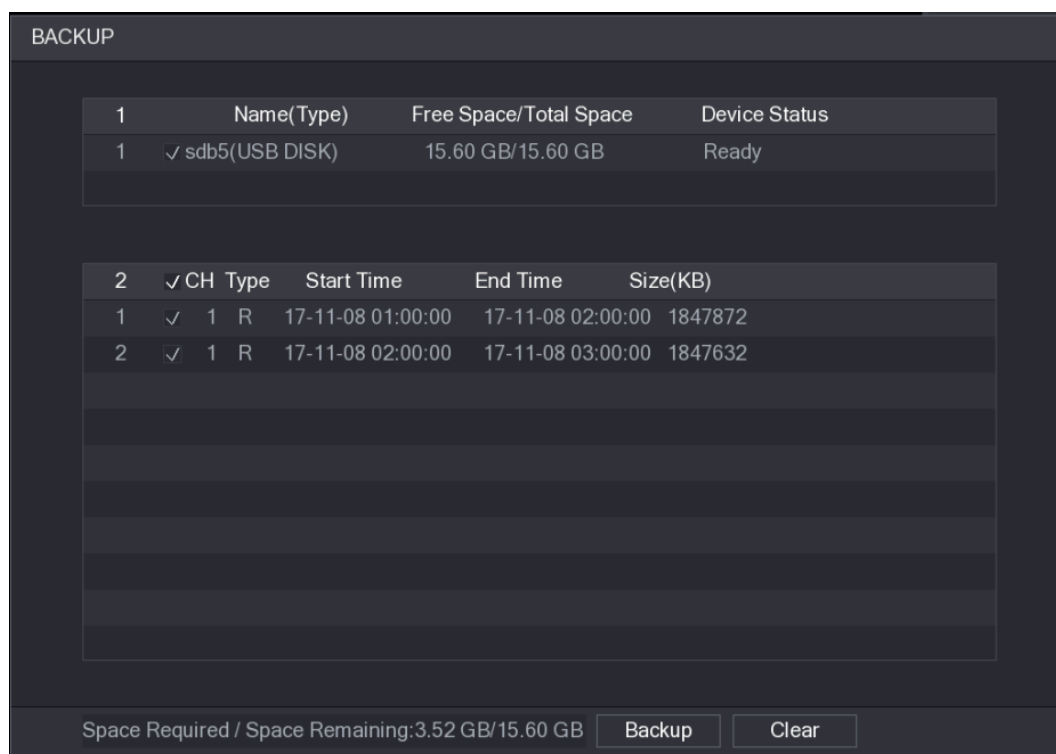 BACKUP
1 Name(Type) Free Space/Total Space Device Status
1 sdb5(USB DISK) 15.60 GB/15.60 GB Ready
2 CH Type Start Time End Time Size(KB)
1 1 R 17-11-08 01:00:00 17-11-08 02:00:00 1847872
2 1 R 17-11-08 02:00:00 17-11-08 03:00:00 1847632
Space Required / Space Remaining:3.52 GB/15.60 GB Backup Clear